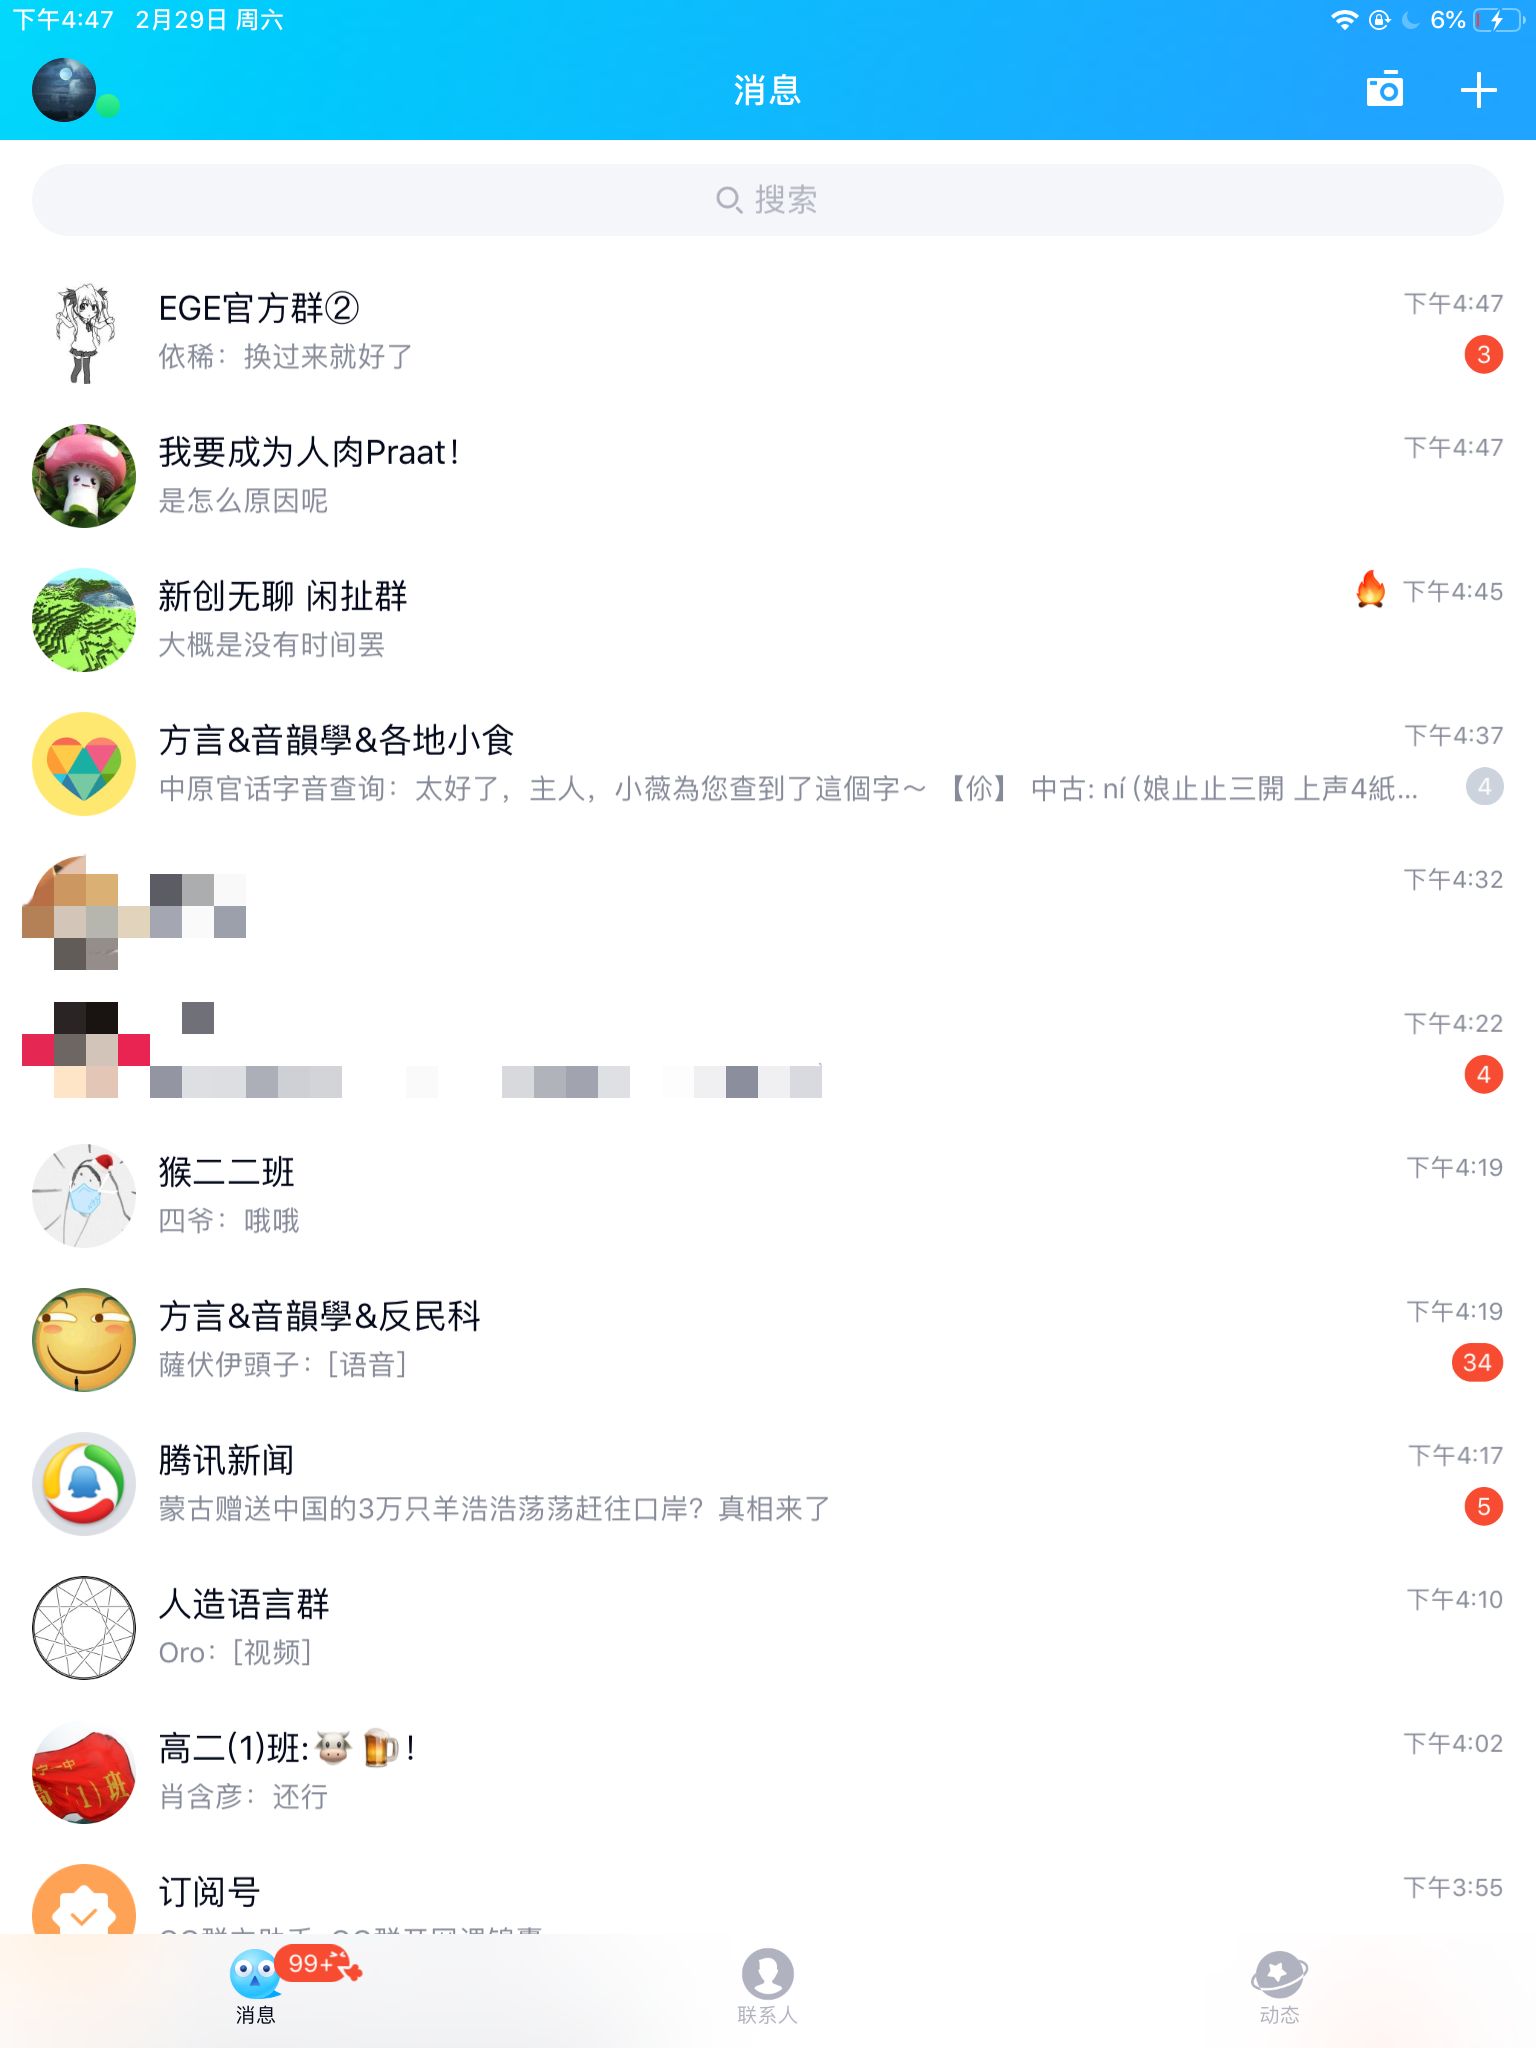 下午4:47 2月29日 周六
6%
消息
搜索
EGE官方群②
下午4:47
依稀：换过来就好了
3
我要成为人肉Praat！
下午4:47
是怎么原因呢
新创无聊 闲扯群
下午4:45
大概是没有时间罢
方言&音韻學&各地小食
下午4:37
中原官话字音查询：太好了，主人，小薇為您查到了這個字～ 【伱】 中古: ní (娘止止三開 上声4紙...
4
下午4:32
下午4:22
4
猴二二班
下午4:19
四爷：哦哦
方言&音韻學&反民科
下午4:19
薩伏伊頭子：[语音]
34
腾讯新闻
下午4:17
蒙古赠送中国的3万只羊浩浩荡荡赶往口岸？真相来了
5
人造语言群
下午4:10
Oro：[视频]
高二(1)班:🐮🍺！
下午4:02
肖含彦：还行
订阅号
下午3:55
99+
消息
联系人
动态